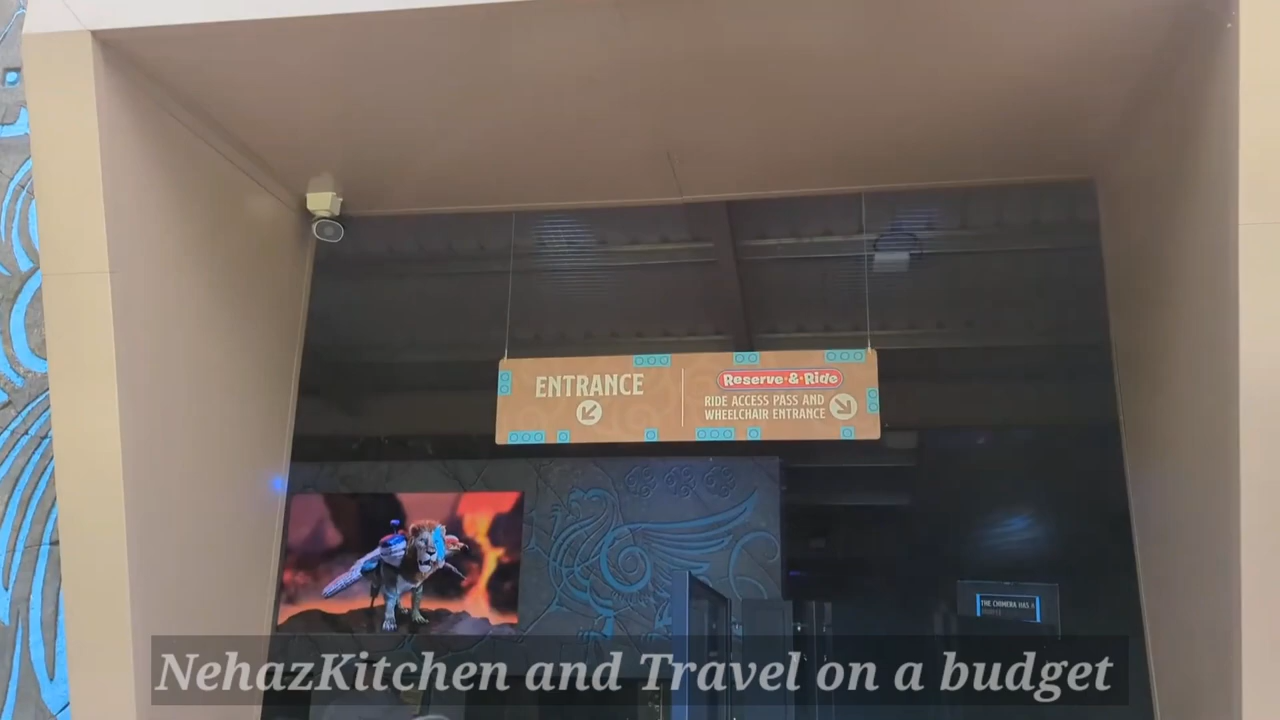 ENTRANCE
Reserve & Ride
RIDE ACCESS PASS AND
WHEELCHAIR ENTRANCE
THE CHIMERA HAS A
NehazKitchen and Travel on a budget